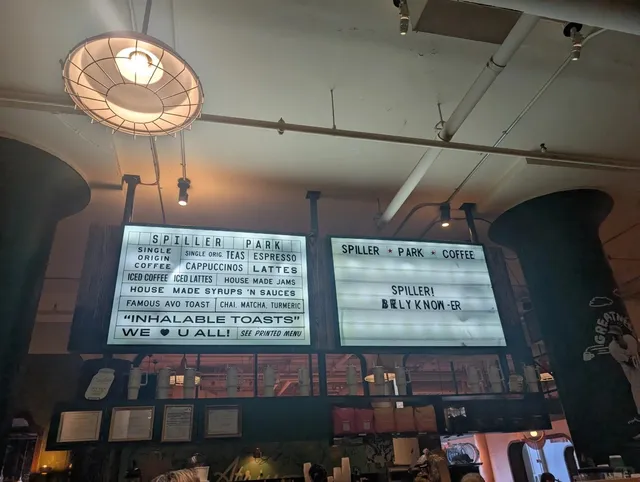 SPILLER PARK
SINGLE ORIGIN COFFEE
SINGLE ORIG. TEAS
ESPRESSO
CAPPUCCINOS
LATTES
ICED COFFEE
ICED LATTES
HOUSE MADE JAMS
HOUSE MADE SYRUPS 'N SAUCES
FAMOUS AVO TOAST
CHAI, MATCHA, TURMERIC
"INHALABLE TOASTS"
WE ♥ U ALL!
SEE PRINTED MENU
SPILLER * PARK * COFFEE
SPILLER!
KNOW-ER